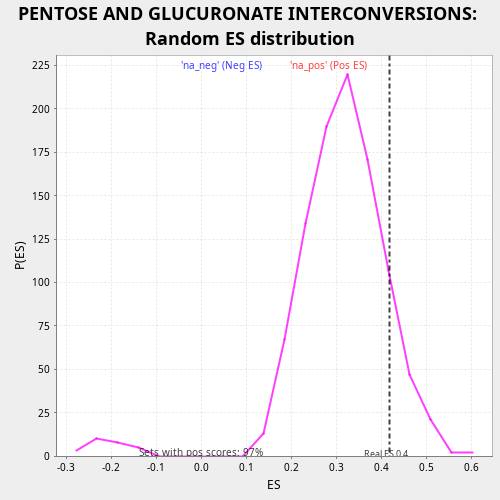 PENTOSE AND GLUCURONATE INTERCONVERSIONS:
Random ES distribution
'na_neg' (Neg ES) 'na_pos' (Pos ES)
225
200
175
150
125
100
75
50
25
0
P(ES)
Sets with pos scores: 97%
Real ES 0.4
-0.3 -0.2 -0.1 0.0 0.1 0.2 0.3 0.4 0.5 0.6
ES